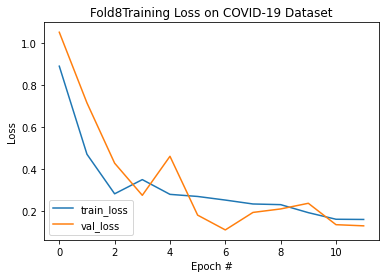 Fold8Training Loss on COVID-19 Dataset
Loss
1.0
0.8
0.6
0.4
0.2
train_loss
val_loss
0 2 4 6 8 10
Epoch #